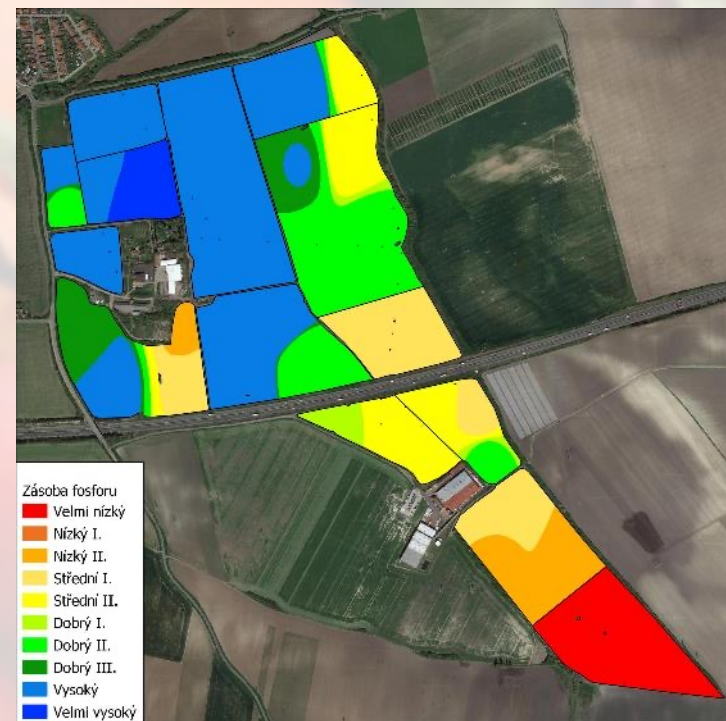 Zásoba fosforu
Velmi nízký
Nízký I.
Nízký II.
Střední I.
Střední II.
Dobrý I.
Dobrý II.
Dobrý III.
Vysoký
Velmi vysoký